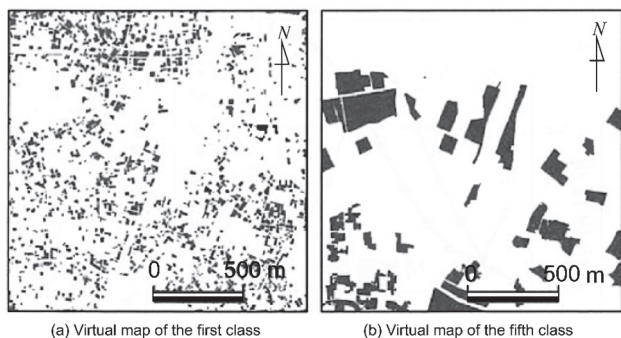 N
N
0 500 m
0 500 m
(a) Virtual map of the first class
(b) Virtual map of the fifth class